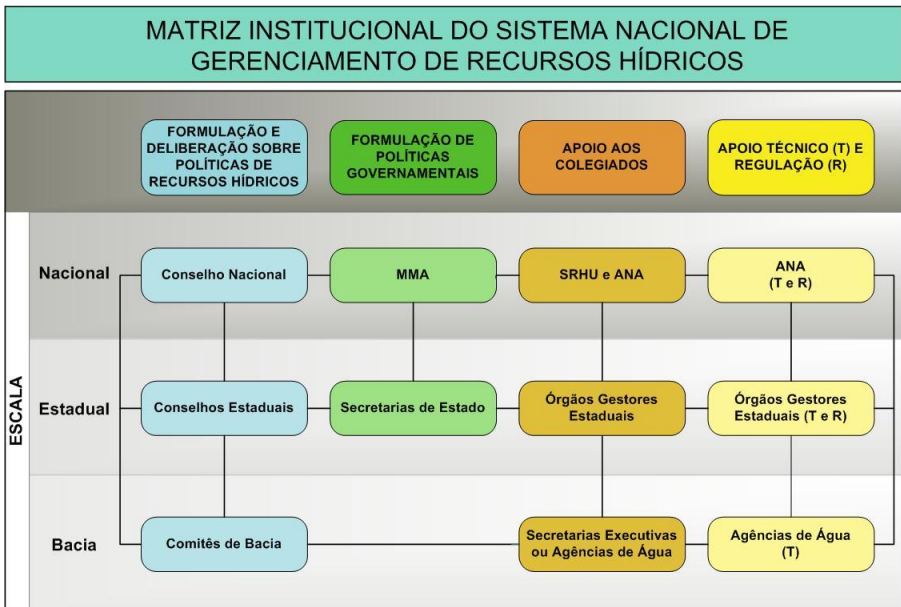 MATRIZ INSTITUCIONAL DO SISTEMA NACIONAL DE
GERENCIAMENTO DE RECURSOS HÍDRICOS
FORMULAÇÃO E
DELIBERAÇÃO SOBRE
POLÍTICAS DE
RECURSOS HÍDRICOS
FORMULAÇÃO DE
POLÍTICAS
GOVERNAMENTAIS
APOIO AOS
COLEGIADOS
APOIO TÉCNICO (T) E
REGULAÇÃO (R)
ESCALA
Nacional
Conselho Nacional
MMA
SRHU e ANA
ANA
(T e R)
Estadual
Conselhos Estaduais
Secretarias de Estado
Órgãos Gestores
Estaduais
Órgãos Gestores
Estaduais (T e R)
Bacia
Comitês de Bacia
Secretarias Executivas
ou Agências de Água
Agências de Água
(T)